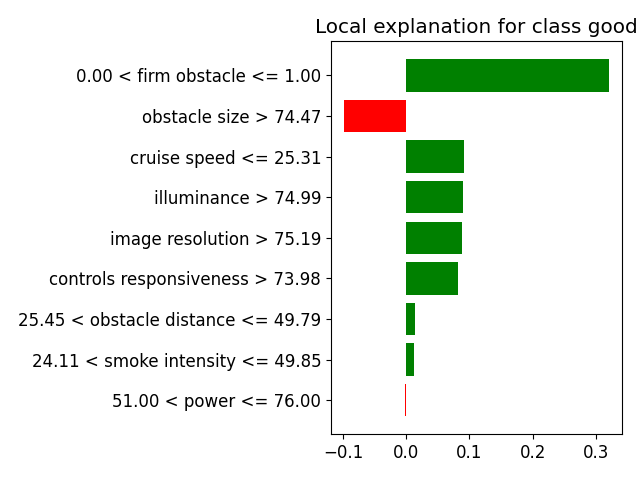 Local explanation for class good
0.00 < firm obstacle <= 1.00
obstacle size > 74.47
cruise speed <= 25.31
illuminance > 74.99
image resolution > 75.19
controls responsiveness > 73.98
25.45 < obstacle distance <= 49.79
24.11 < smoke intensity <= 49.85
51.00 < power <= 76.00
−0.1 0.0 0.1 0.2 0.3